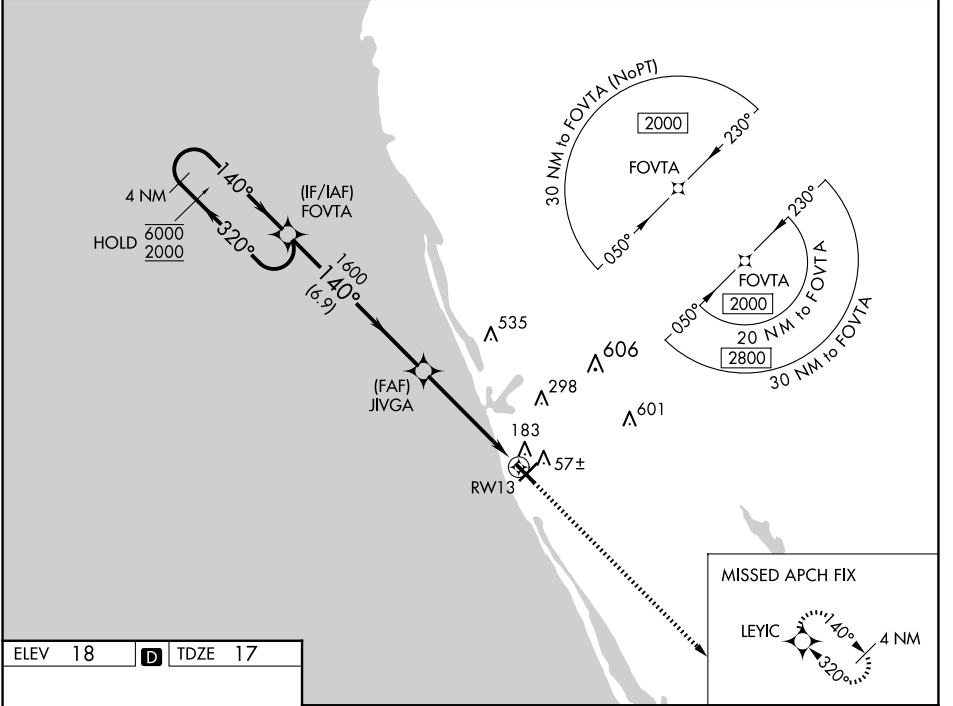 30 NM to FOVTA (NoPT)
2000
230°
FOVTA
050°
140°
4 NM
(IF/IAF)
FOVTA
HOLD 6000
2000
320°
1600
140°
(6.9)
230°
FOVTA
2000
050°
20 NM to FOVTA
2800
30 NM to FOVTA
535
606
298
601
(FAF)
JIVGA
183
57±
RW13
MISSED APCH FIX
LEYIC
140°
4 NM
320°
ELEV 18 D TDZE 17